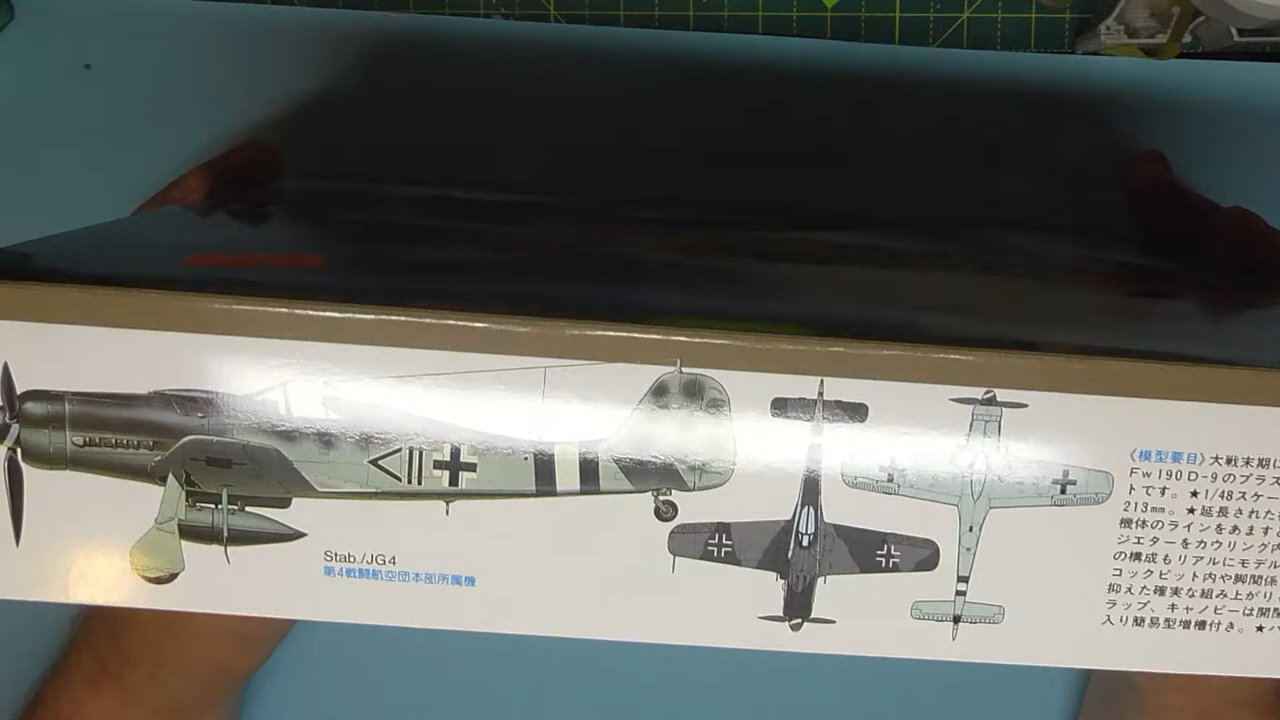 Stab./JG4
第4戦闘航空団本部所属機
《模型要目》大戦末期に
Fw190D-9のプラス
トです。★1/48スケー
213mm。★延長された
機体のラインをあます
ジエターをカウリング内
の構成もリアルにモデル
コックピット内や脚関係
抑えた確実な組み上がり
ラップ、キャノピーは開閉
入り簡易型増槽付き。★